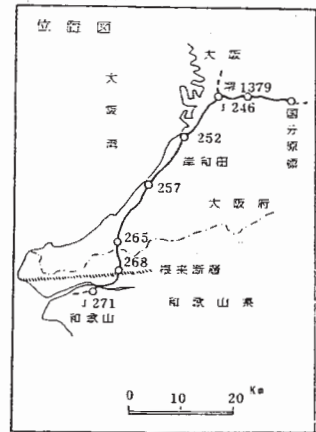 位置図
大阪
大阪湾
堺 1379
J 246
国分原標
252
岸和田
257
大阪府
265
268
根来断層
J 271
和歌山
和歌山県
0 10 20 Km